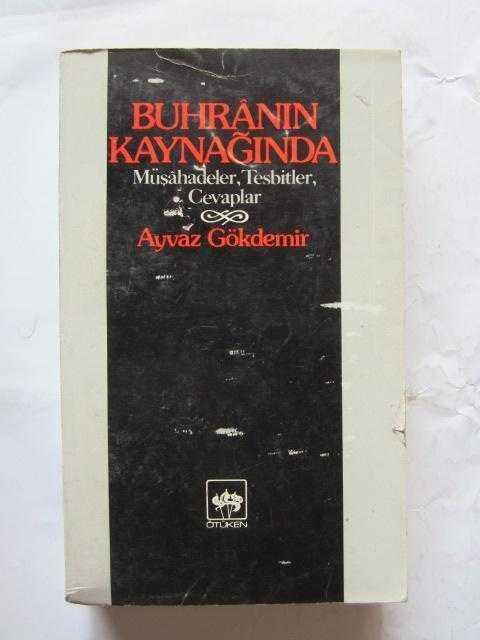 BUHRÂNIN
KAYNAĞINDA
Müşâhadeler, Tesbitler,
Cevaplar
Ayvaz Gökdemir
ÖTÜKEN